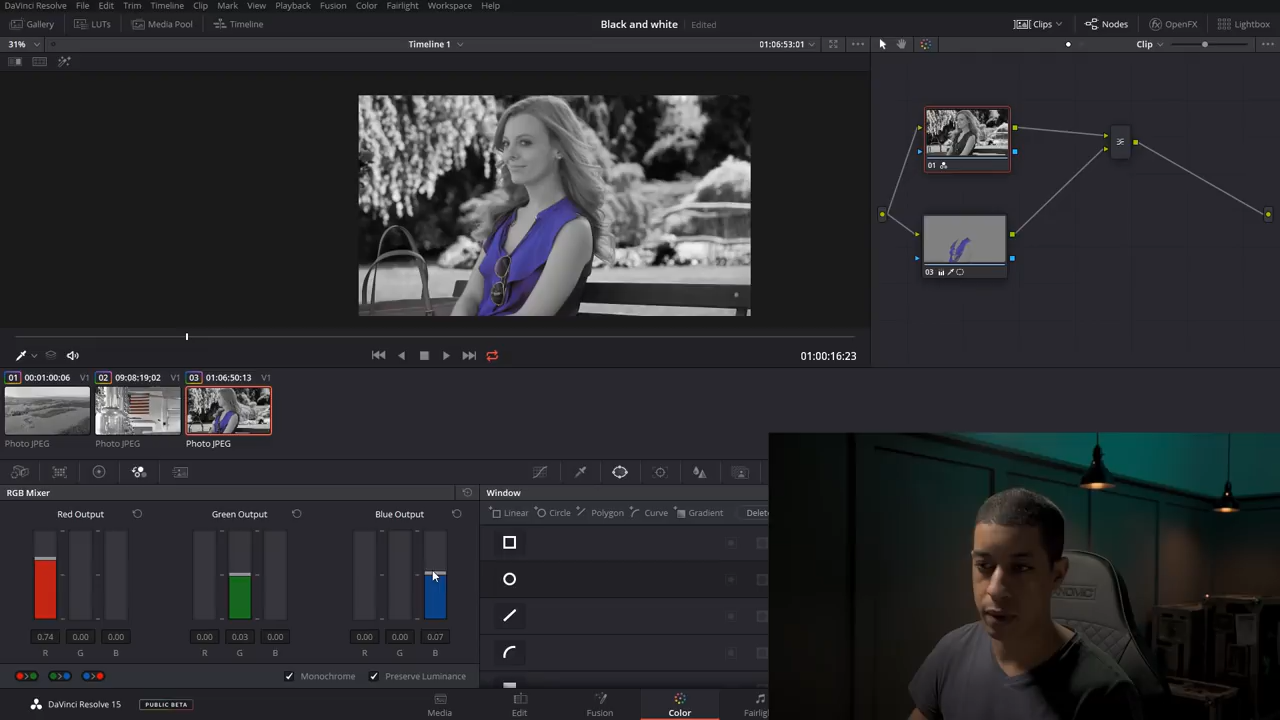 DaVinci Resolve File Edit Trim Timeline Clip Mark View Playback Fusion Color Fairlight Workspace Help
Gallery LUTs Media Pool Timeline Black and white Edited Clips Nodes OpenFX Lightbox
31% Timeline 1 01:06:53:01 Clip
01
03
01:00:16:23
01 00:01:00:06 V1 02 09:08:19;02 V1 03 01:06:50:13 V1
Photo JPEG Photo JPEG Photo JPEG
RGB Mixer Window
Red Output Green Output Blue Output Linear Circle Polygon Curve Gradient Delete
0.74 0.00 0.00 0.00 0.03 0.00 0.00 0.00 0.07
R G B R G B R G B
Monochrome Preserve Luminance
DaVinci Resolve 15 PUBLIC BETA Media Edit Fusion Color Fairlig